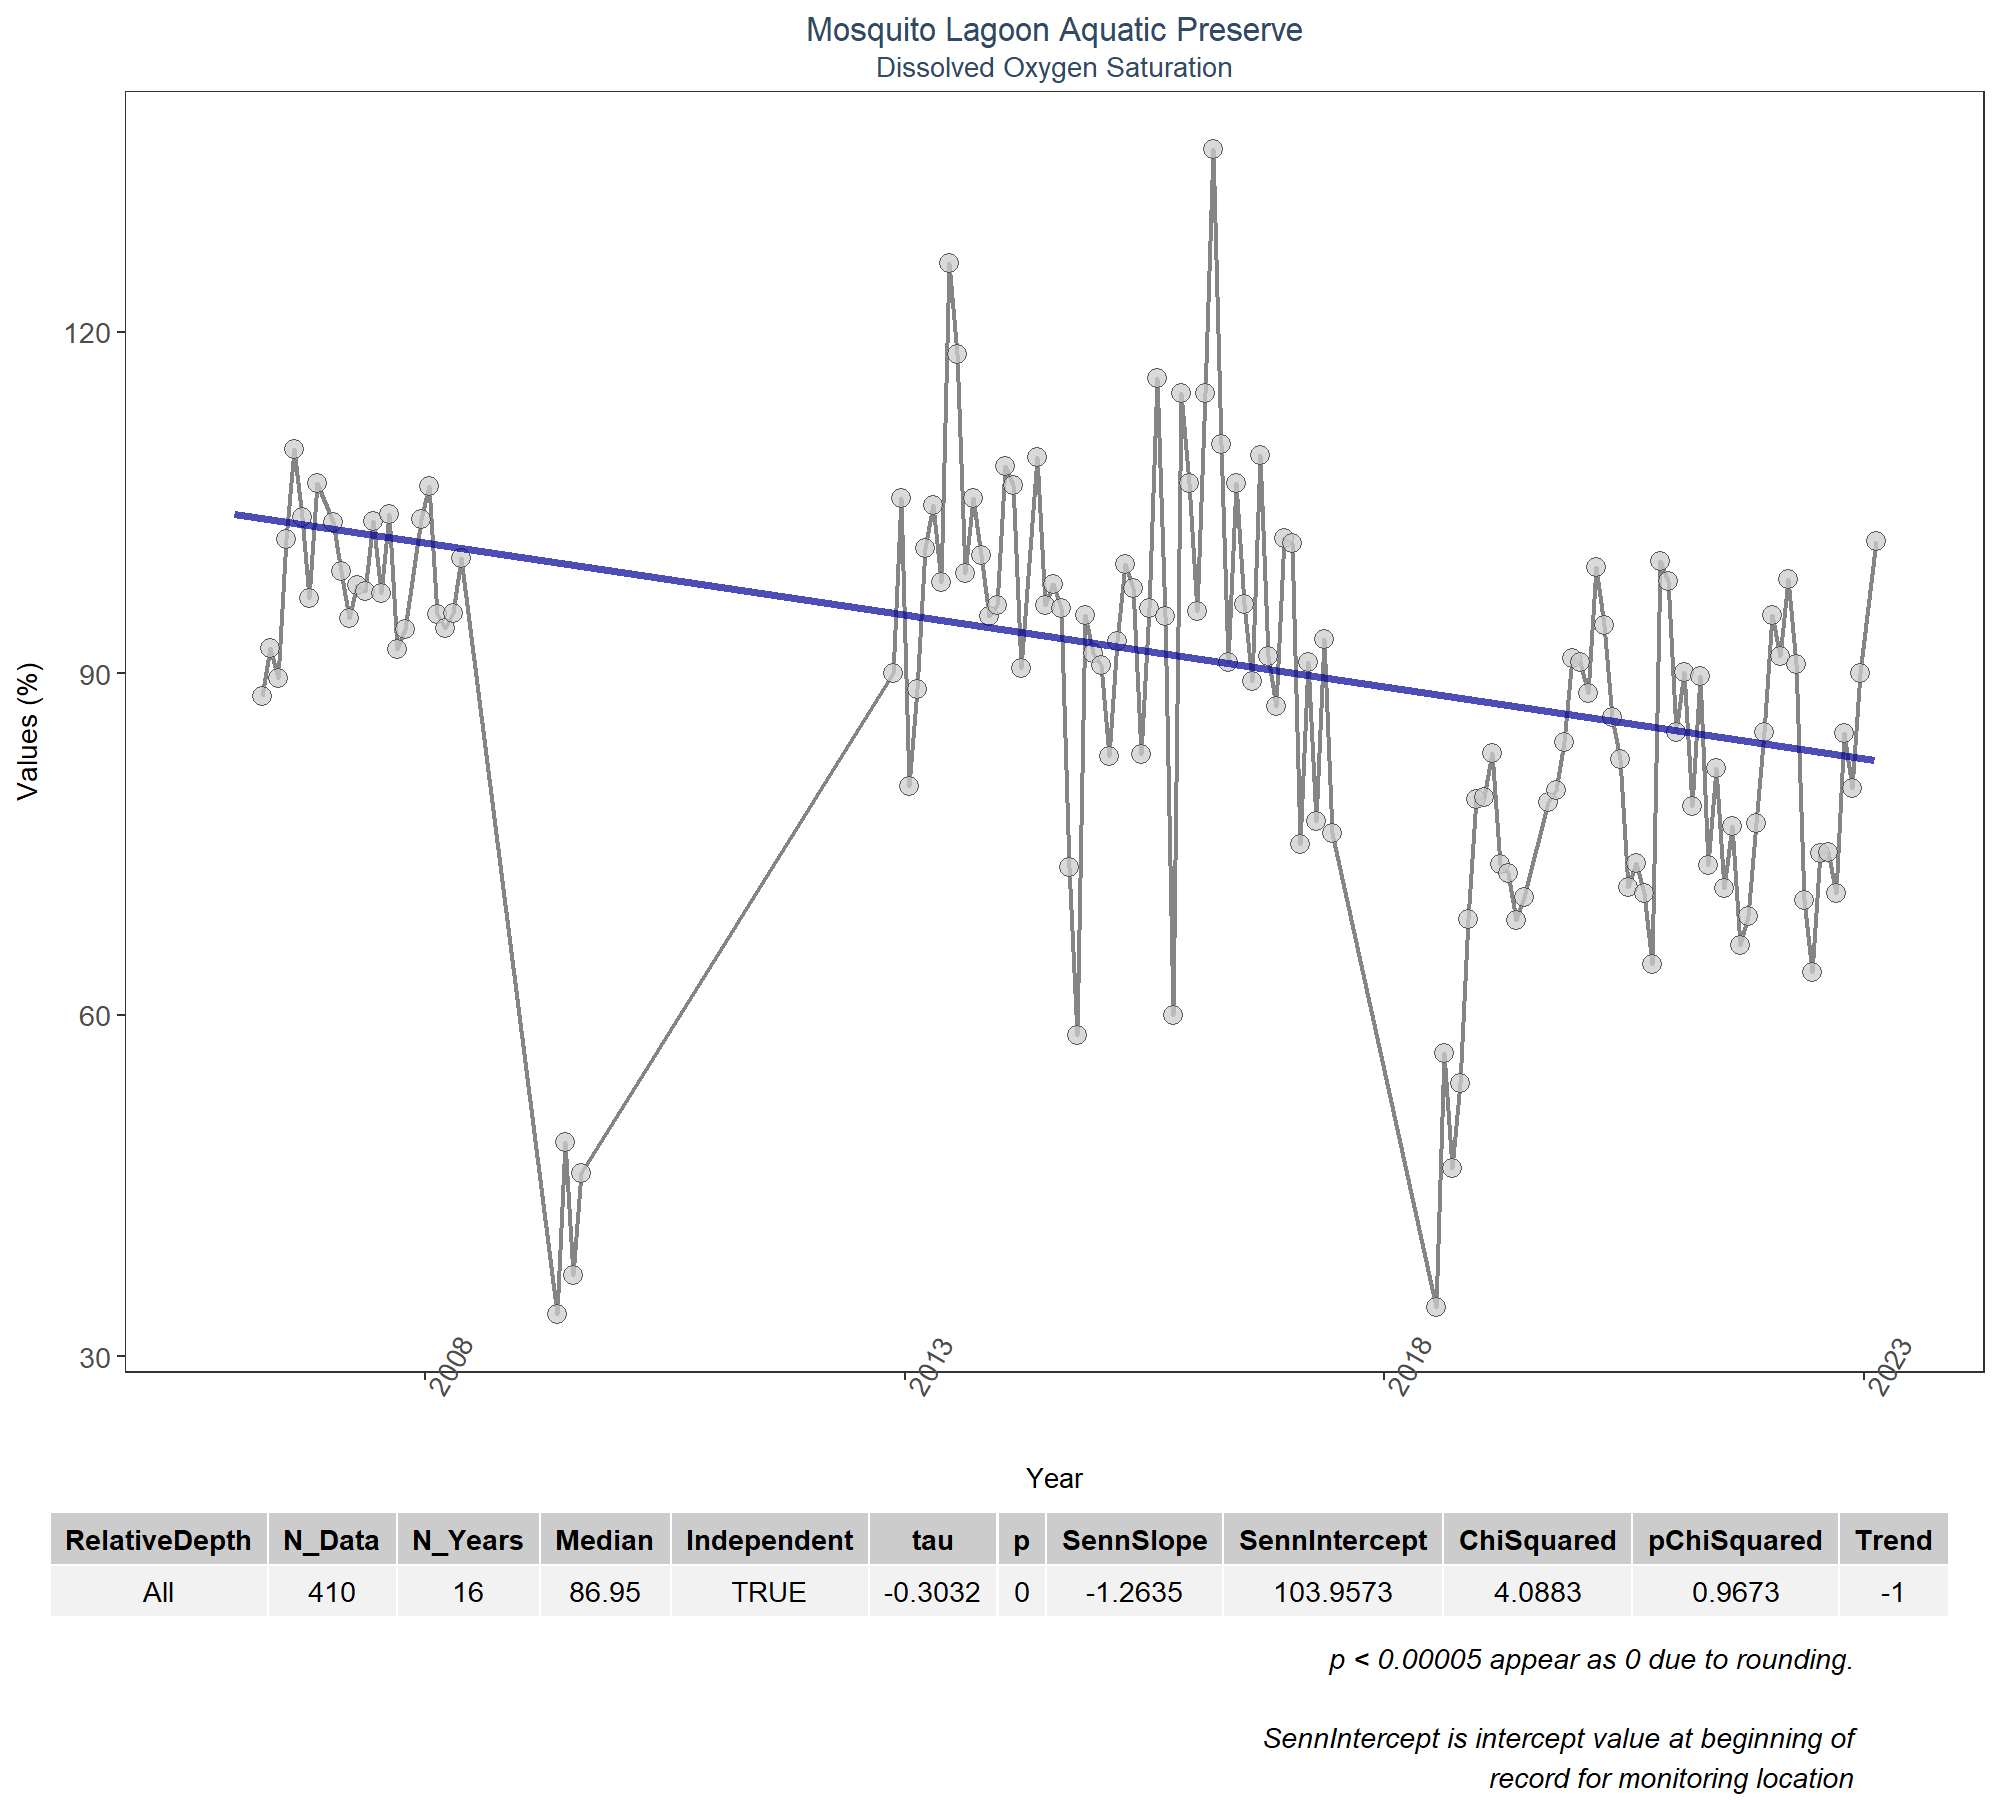 Mosquito Lagoon Aquatic Preserve
Dissolved Oxygen Saturation
Values (%)
120
90
60
30
2008
2013
2018
2023
Year
RelativeDepth N_Data N_Years Median Independent tau p SennSlope SennIntercept ChiSquared pChiSquared Trend
All 410 16 86.95 TRUE -0.3032 0 -1.2635 103.9573 4.0883 0.9673 -1
p < 0.00005 appear as 0 due to rounding.
SennIntercept is intercept value at beginning of
record for monitoring location